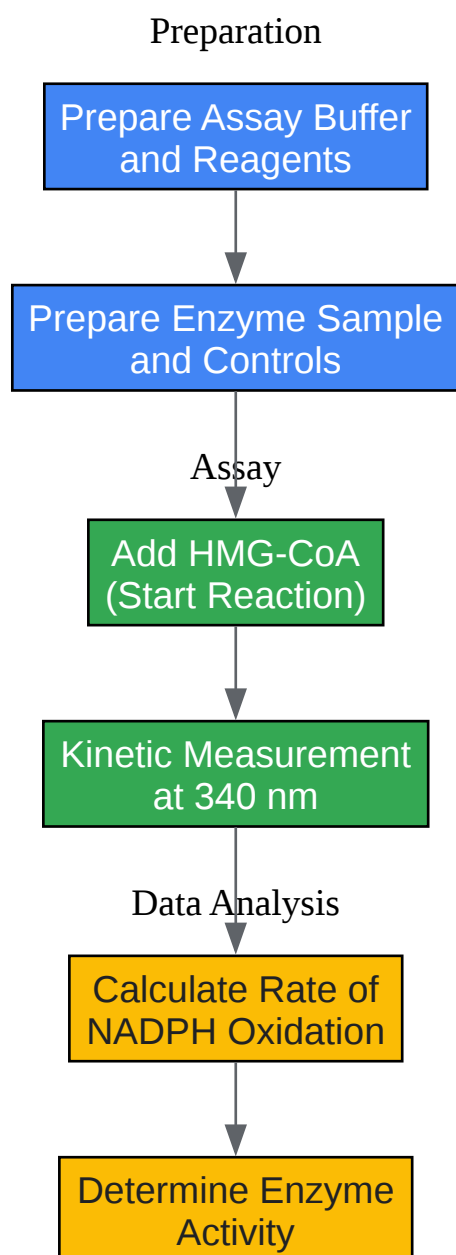 Preparation
Prepare Assay Buffer
and Reagents
Prepare Enzyme Sample
and Controls
Assay
Add HMG-CoA
(Start Reaction)
Kinetic Measurement
at 340 nm
Data Analysis
Calculate Rate of
NADPH Oxidation
Determine Enzyme
Activity